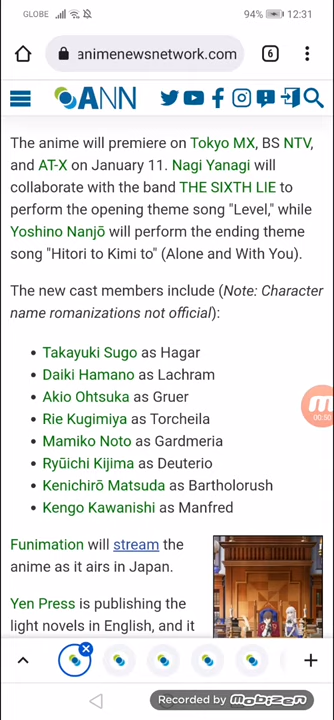 GLOBE 94% 12:31
animenewsnetwork.com 6
ANN
The anime will premiere on Tokyo MX, BS NTV,
and AT-X on January 11. Nagi Yanagi will
collaborate with the band THE SIXTH LIE to
perform the opening theme song "Level," while
Yoshino Nanjō will perform the ending theme
song "Hitori to Kimi to" (Alone and With You).
The new cast members include (Note: Character
name romanizations not official):
• Takayuki Sugo as Hagar
• Daiki Hamano as Lachram
• Akio Ohtsuka as Gruer
• Rie Kugimiya as Torcheila
• Mamiko Noto as Gardmeria
• Ryūichi Kijima as Deuterio
• Kenichirō Matsuda as Bartholorush
• Kengo Kawanishi as Manfred
00:50
Funimation will stream the
anime as it airs in Japan.
Yen Press is publishing the
light novels in English, and it
Recorded by Mobizen